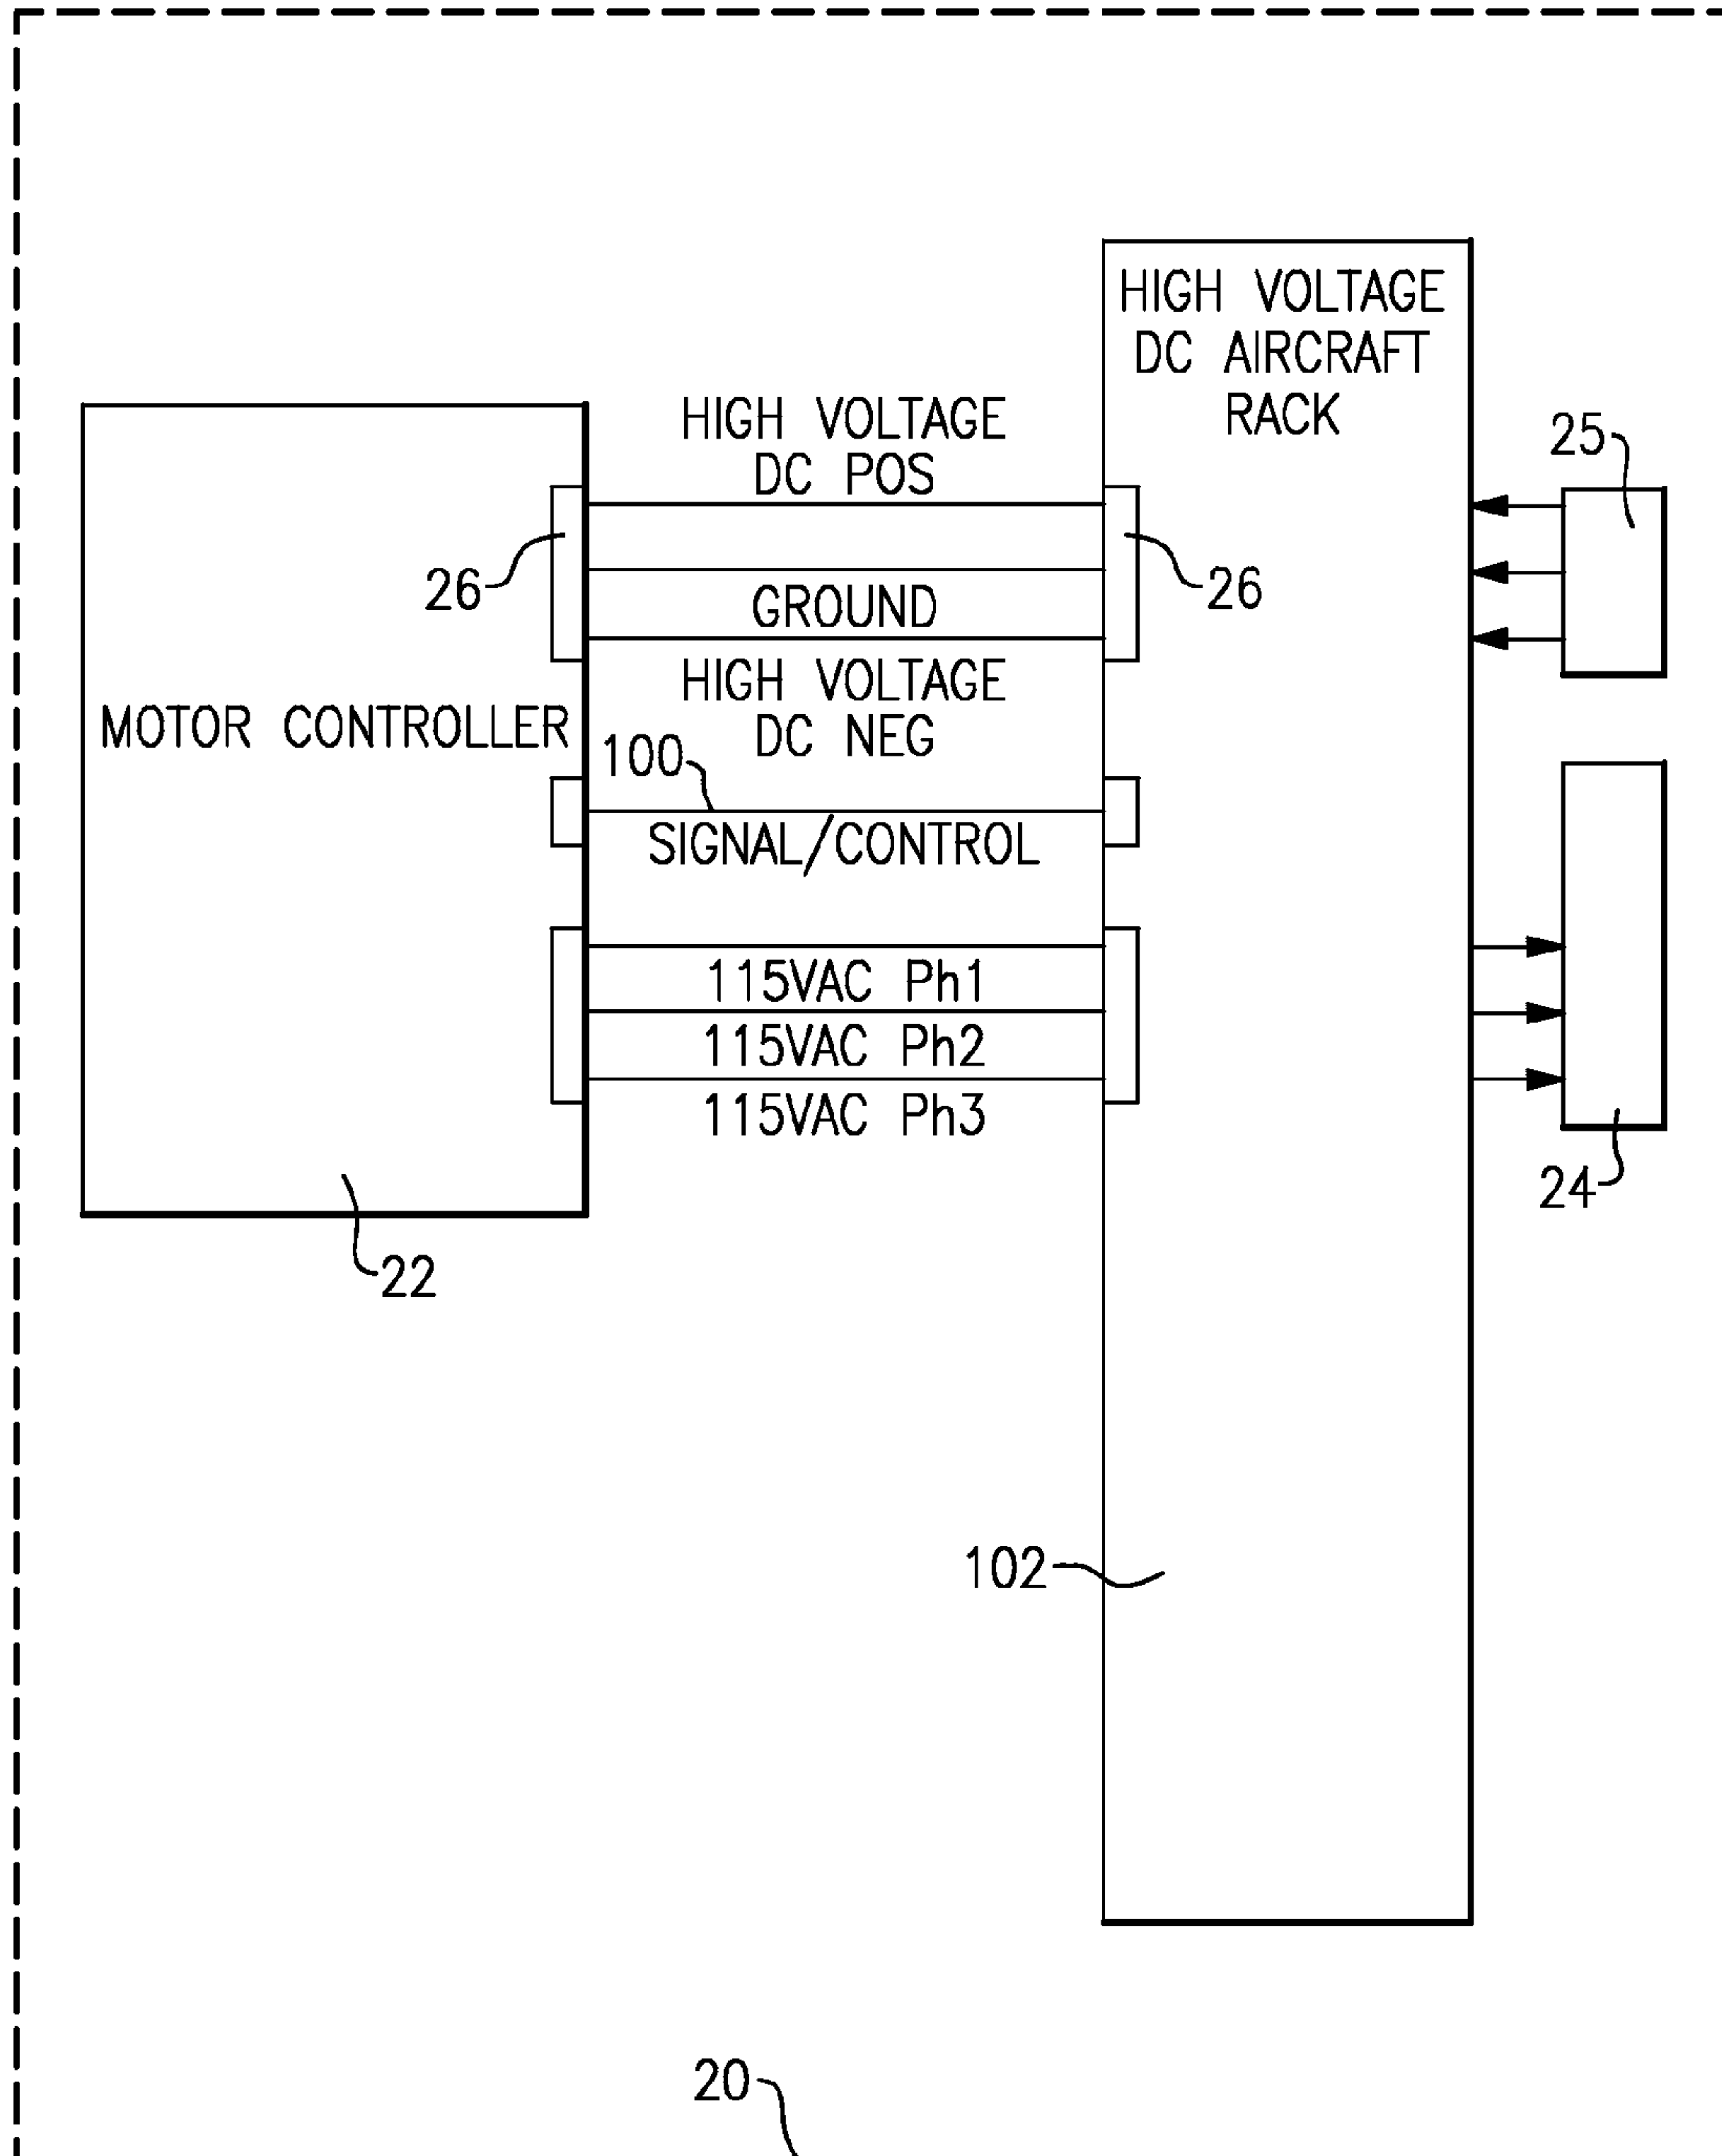 HIGH VOLTAGE
DC AIRCRAFT
RACK
HIGH VOLTAGE
DC POS
25
26
GROUND
26
HIGH VOLTAGE
DC NEG
MOTOR CONTROLLER
100
SIGNAL/CONTROL
115VAC Ph1
115VAC Ph2
115VAC Ph3
24
22
102
20